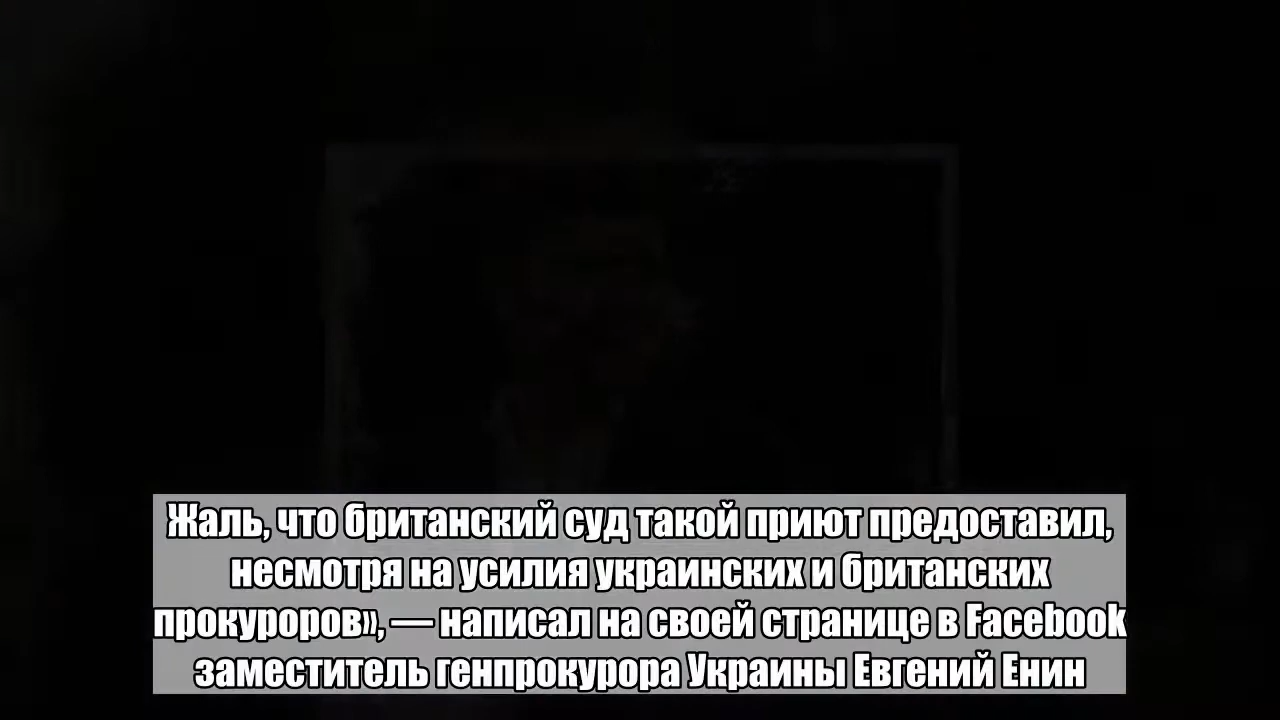 Жаль, что британский суд такой приют предоставил,
несмотря на усилия украинских и британских
прокуроров», — написал на своей странице в Facebook
заместитель генпрокурора Украины Евгений Енин